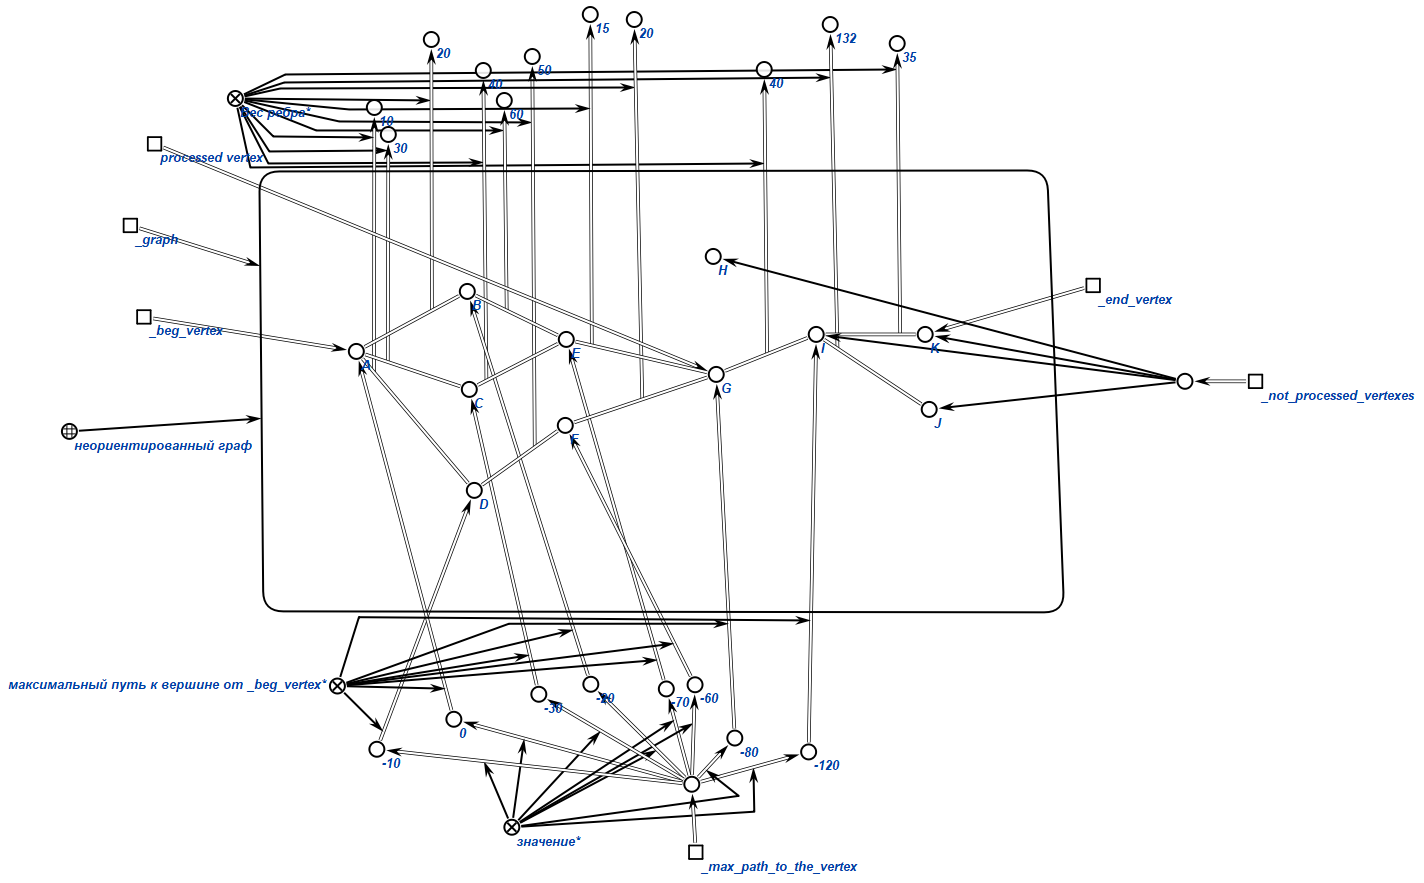 15
20
132
20
35
50
40
40
Вес ребра*
10
60
30
processed vertex
_graph
H
_end_vertex
B
_beg_vertex
A
E
I
K
G
_not_processed_vertexes
C
J
F
неориентированный граф
D
максимальный путь к вершине от _beg_vertex*
-30
-20
-70
-60
0
-10
-80
-120
значение*
_max_path_to_the_vertex